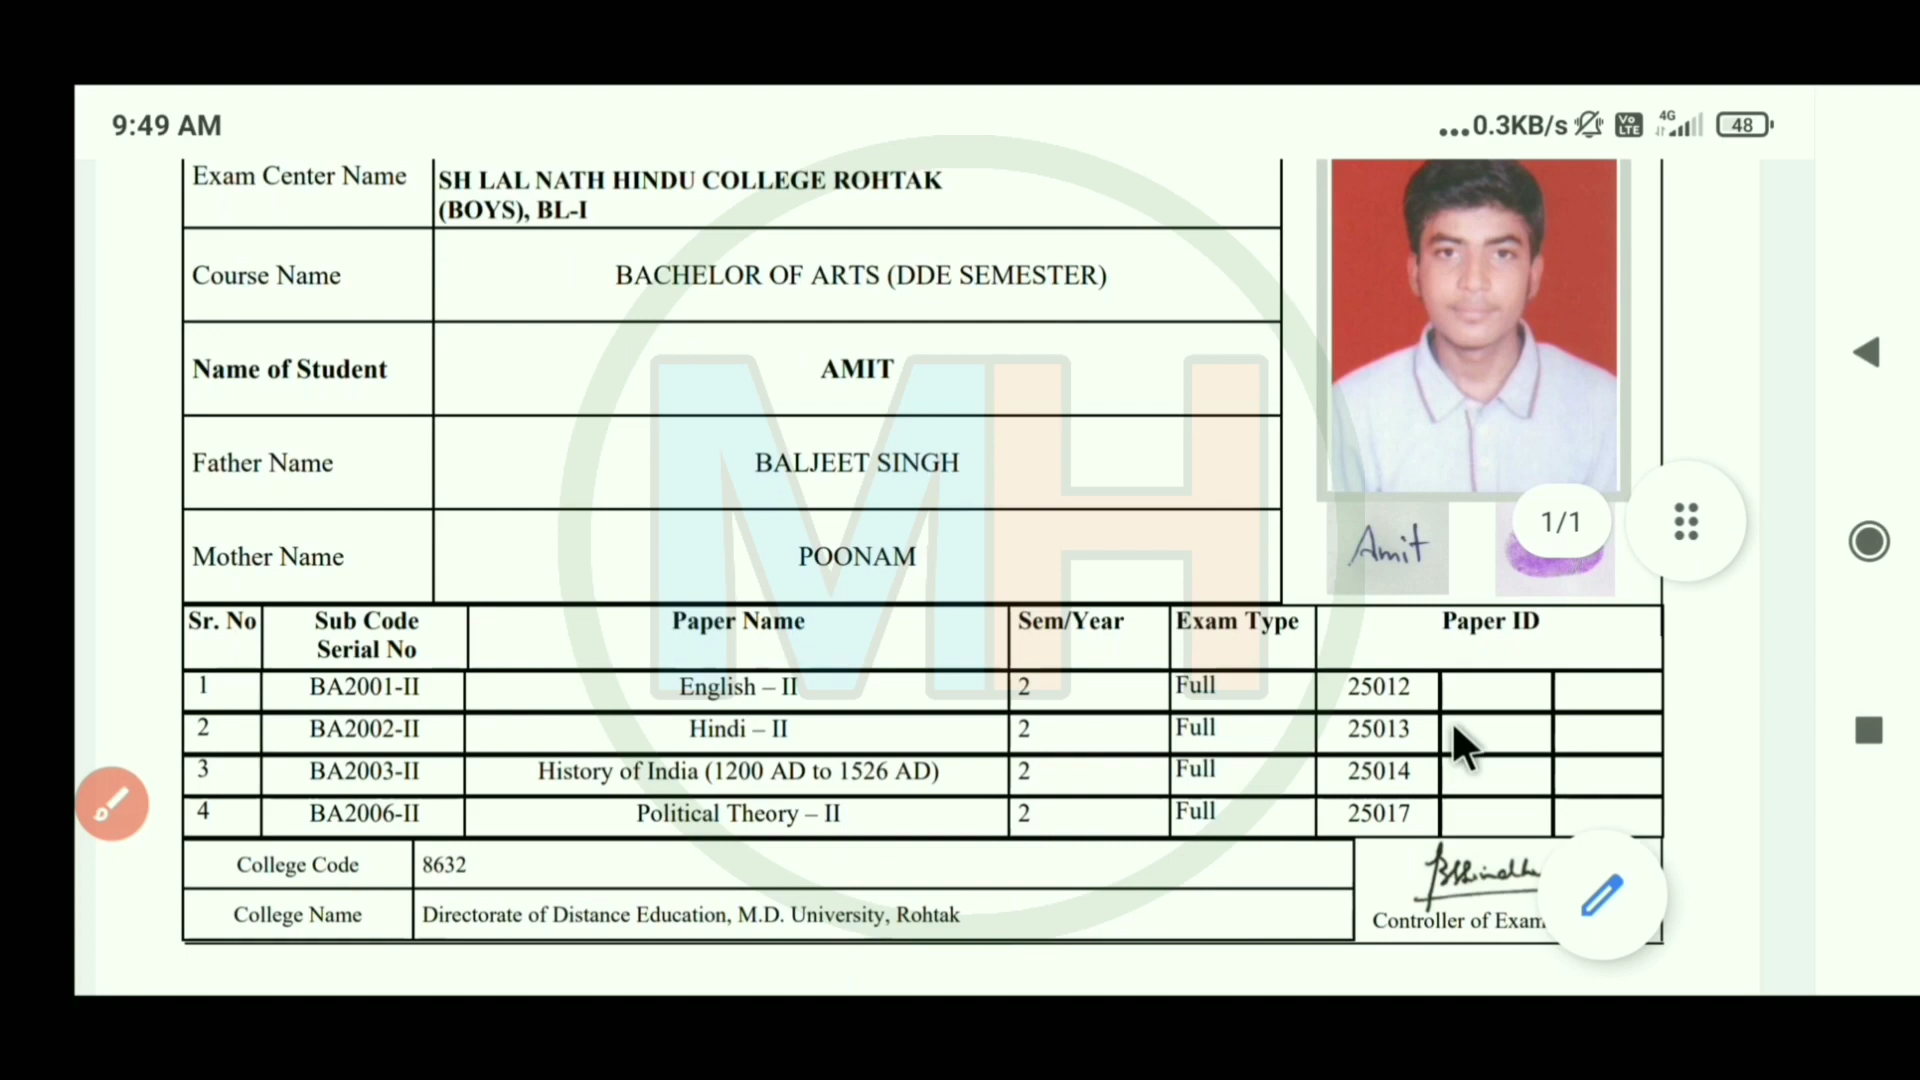 9:49 AM
...0.3KB/s Vo LTE 4G 48
Exam Center Name SH LAL NATH HINDU COLLEGE ROHTAK
(BOYS), BL-I
Course Name BACHELOR OF ARTS (DDE SEMESTER)
Name of Student AMIT
Father Name BALJEET SINGH
Mother Name POONAM
Amit
1/1
MH
Sr. No Sub Code Serial No Paper Name Sem/Year Exam Type Paper ID
1 BA2001-II English – II 2 Full 25012
2 BA2002-II Hindi – II 2 Full 25013
3 BA2003-II History of India (1200 AD to 1526 AD) 2 Full 25014
4 BA2006-II Political Theory – II 2 Full 25017
College Code 8632
College Name Directorate of Distance Education, M.D. University, Rohtak
Controller of Exam